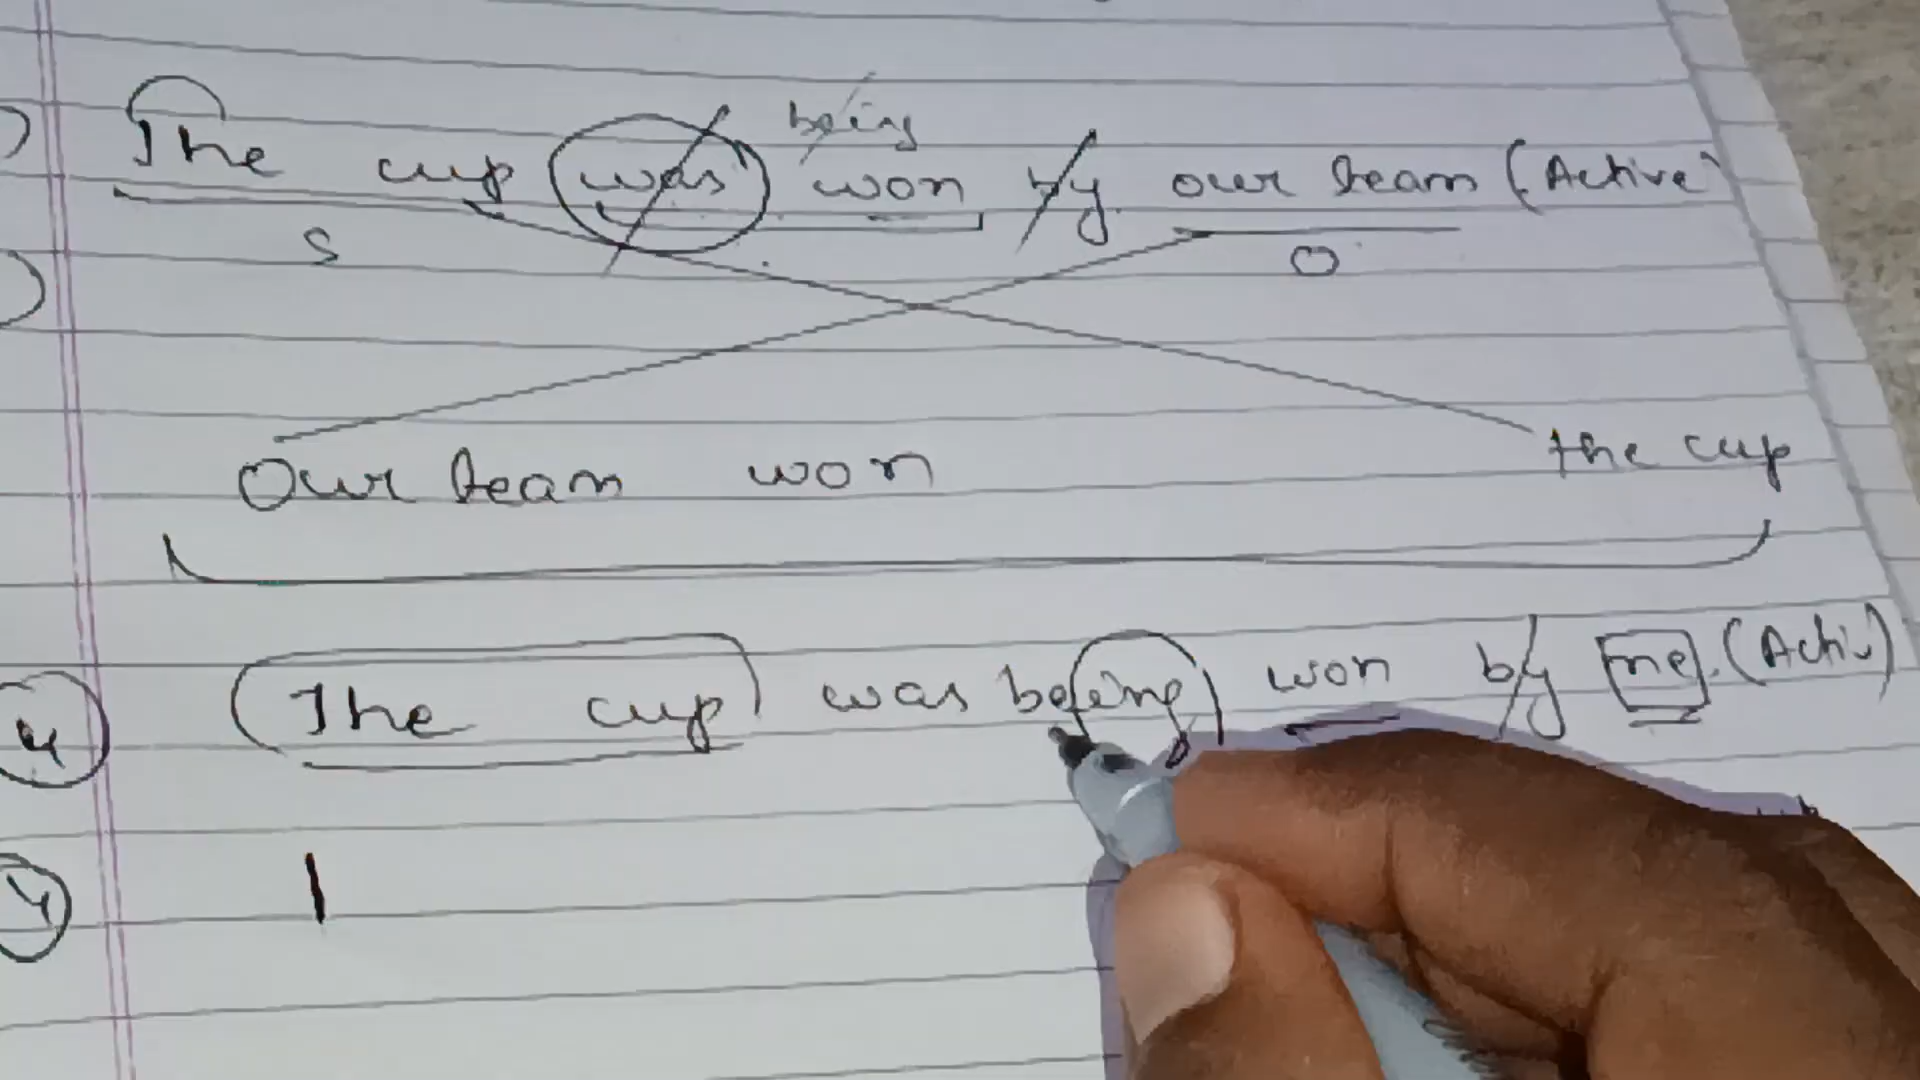 The cup was being won by our team (Active
S O
Our team won the cup
4 The cup was being won by me. (Activ)
4 I